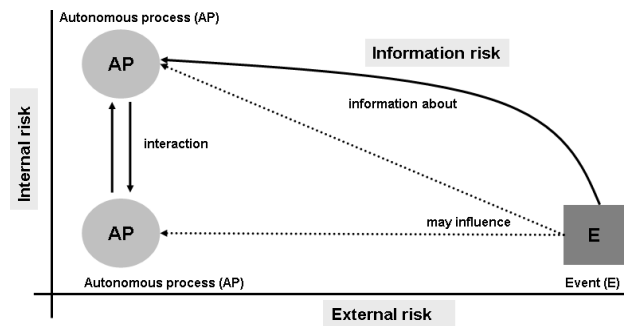 Autonomous process (AP)
AP
Information risk
information about
Internal risk
interaction
AP
may influence
E
Autonomous process (AP)
Event (E)
External risk